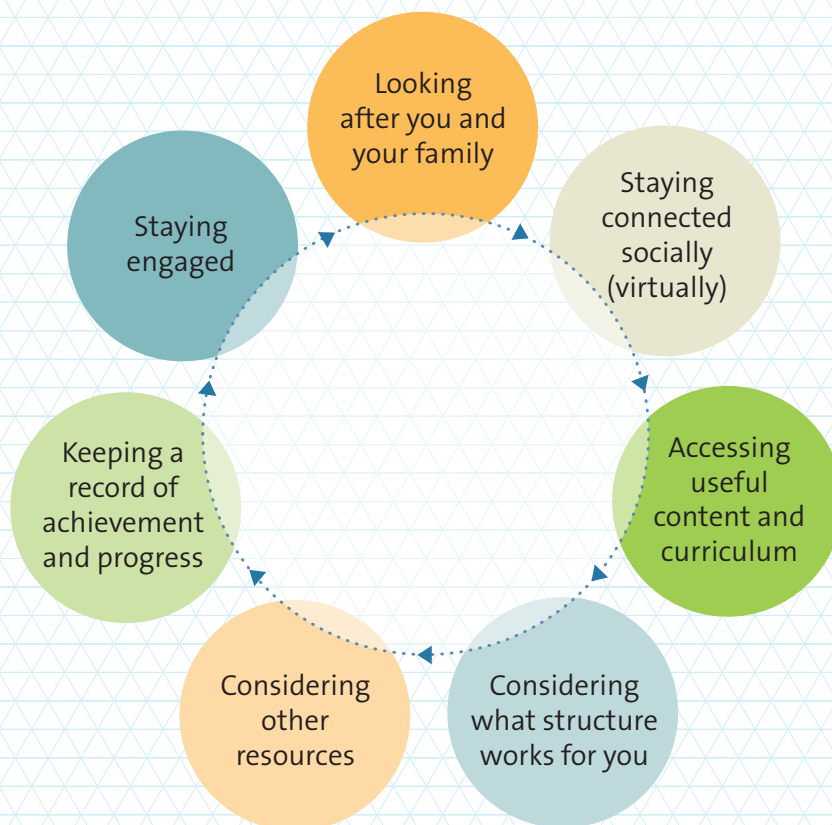 Looking
after you and
your family
Staying
connected
socially
(virtually)
Accessing
useful
content and
curriculum
Considering
what structure
works for you
Considering
other
resources
Keeping a
record of
achievement
and progress
Staying
engaged